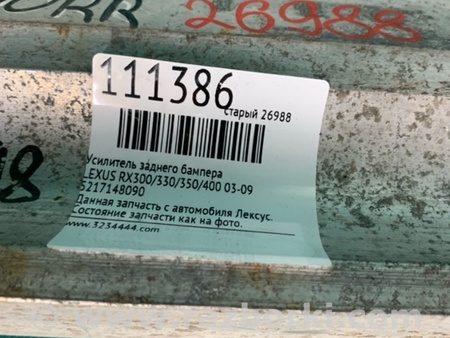 26988
111386
Старый 26988
Усилитель заднего бампера
LEXUS RX300/330/350/400 03-09
5217148090
Данная запчасть с автомобиля Лексус.
Состояние запчасти как на фото.
www.3234444.com